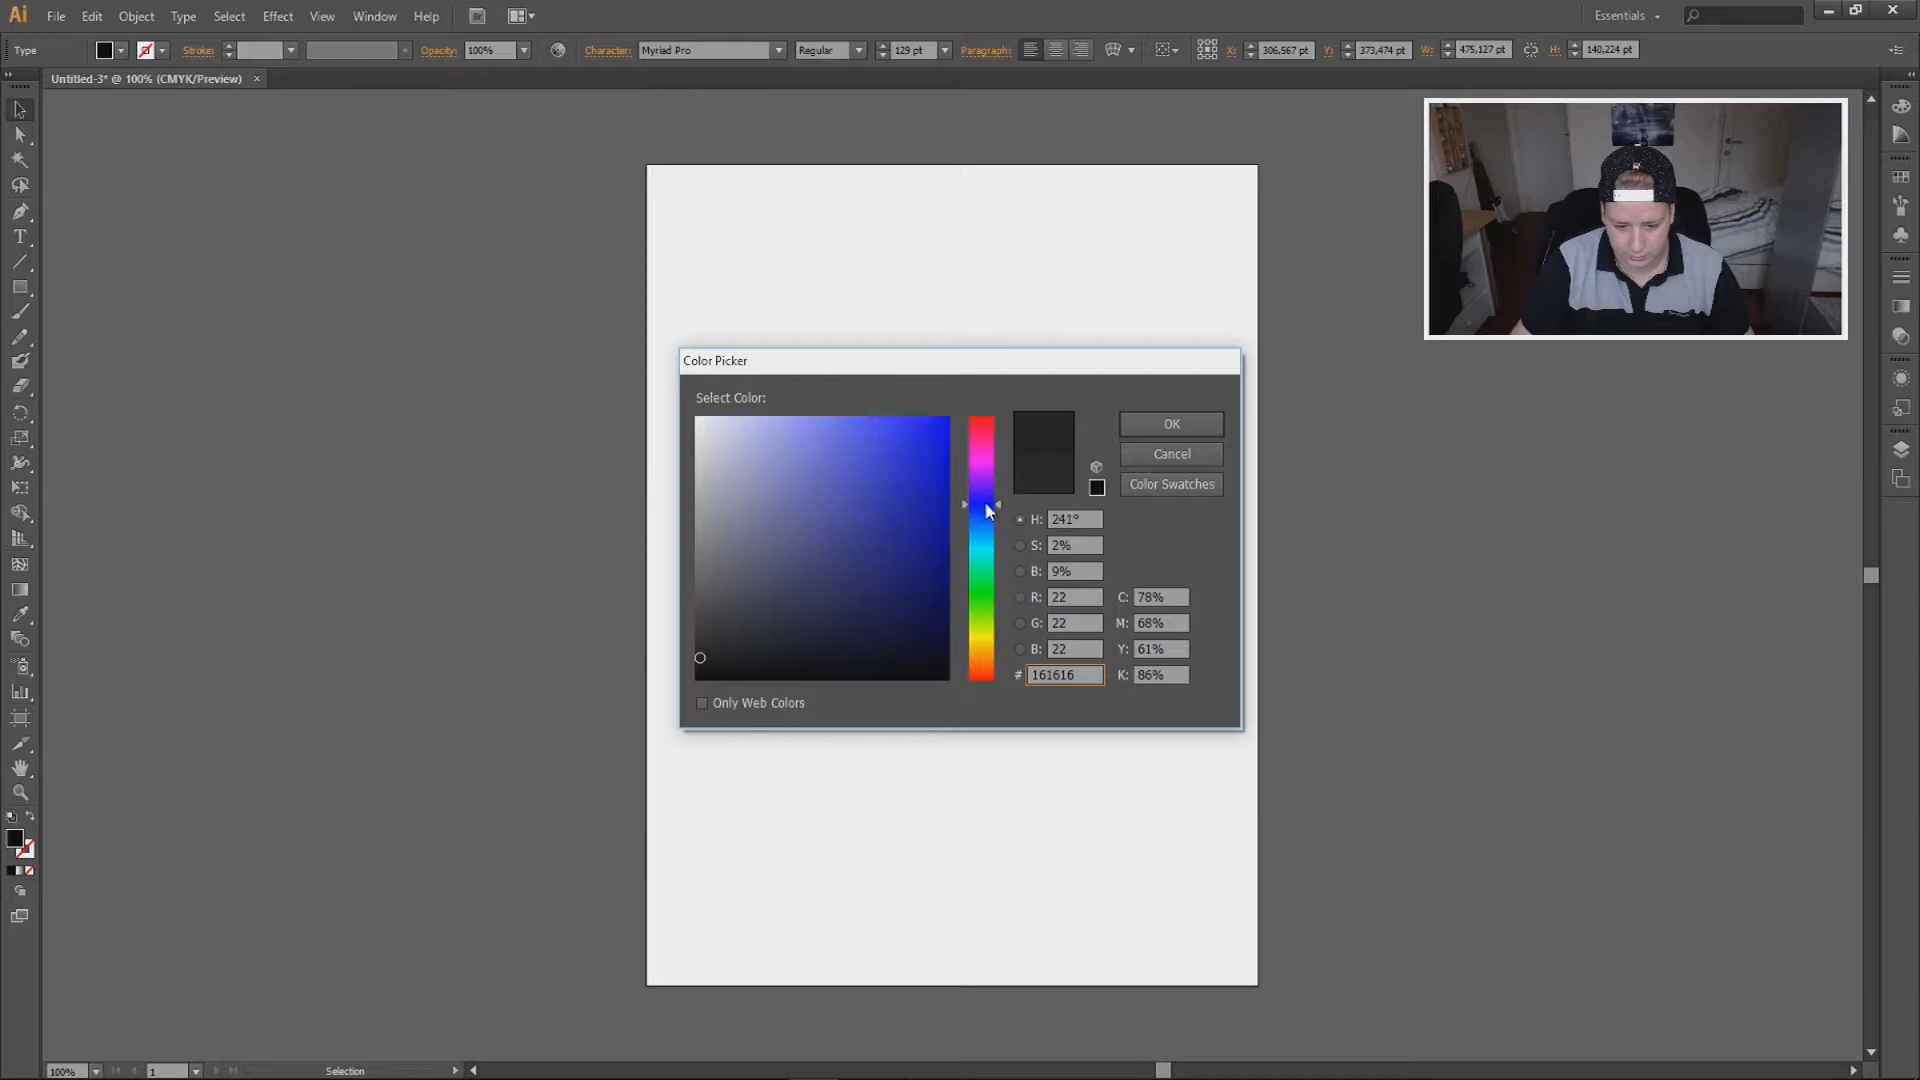 Ai File Edit Object Type Select Effect View Window Help Br Essentials
Type Stroke: Opacity: 100% Character: Myriad Pro Regular 129 pt Paragraph: X: 306,567 pt Y: 373,474 pt W: 475,127 pt H: 140,224 pt
Untitled-3* @ 100% (CMYK/Preview) ×
Color Picker
Select Color:
OK
Cancel
Color Swatches
H: 241°
S: 2%
B: 9%
R: 22 C: 78%
G: 22 M: 68%
B: 22 Y: 61%
# 161616 K: 86%
Only Web Colors
100% 1 Selection